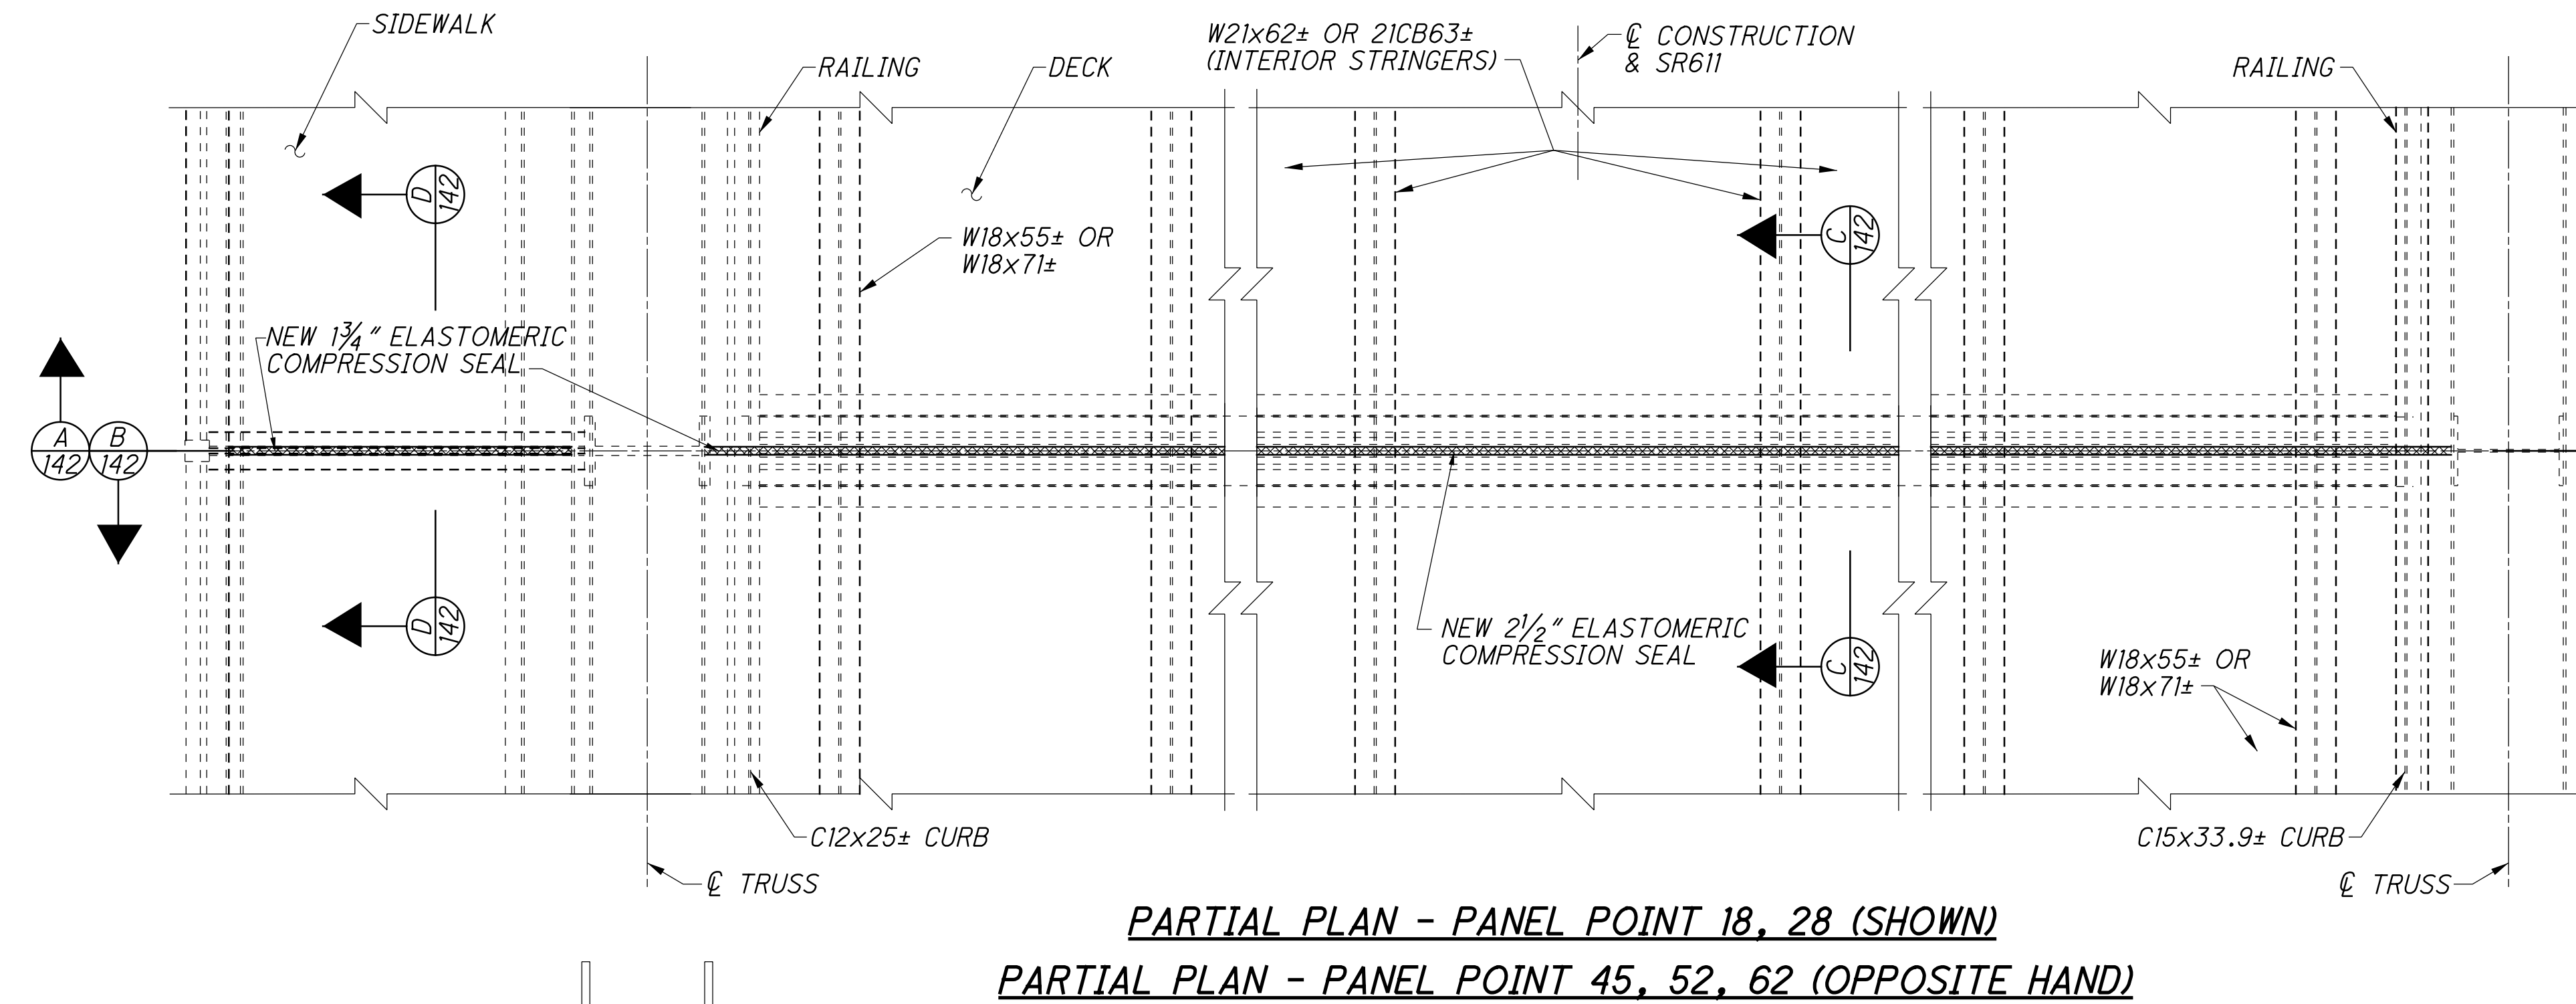 SIDEWALK
RAILING
DECK
W21x62± OR 21CB63±
(INTERIOR STRINGERS)
℄ CONSTRUCTION
& SR611
RAILING
D
142
C
142
W18x55± OR
W18x71±
NEW 1¾" ELASTOMERIC
COMPRESSION SEAL
A
142
B
142
D
142
NEW 2½" ELASTOMERIC
COMPRESSION SEAL
C
142
W18x55± OR
W18x71±
C12x25± CURB
C15x33.9± CURB
℄ TRUSS
℄ TRUSS
PARTIAL PLAN - PANEL POINT 18, 28 (SHOWN)
PARTIAL PLAN - PANEL POINT 45, 52, 62 (OPPOSITE HAND)